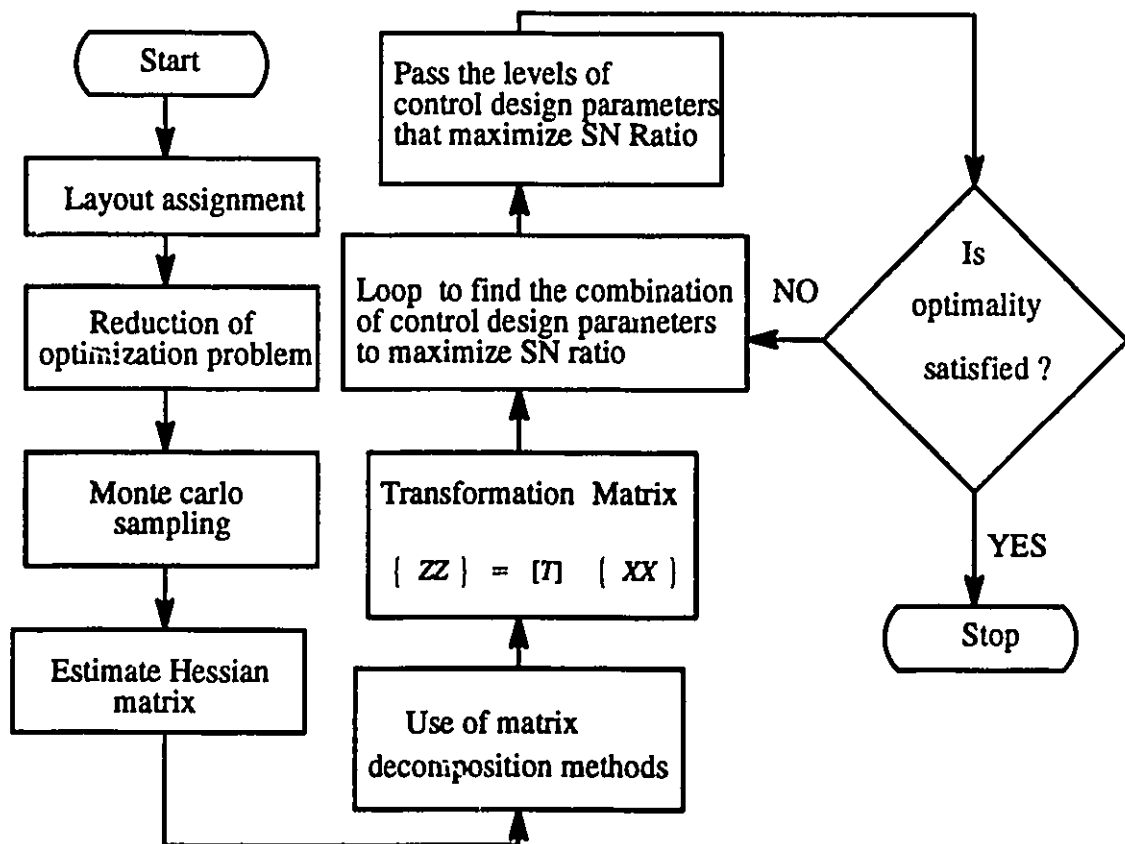 Start
Layout assignment
Reduction of
optimization problem
Monte carlo
sampling
Estimate Hessian
matrix
Use of matrix
decomposition methods
Transformation Matrix
{ ZZ } = [T] { XX }
Loop to find the combination
of control design parameters
to maximize SN ratio
Pass the levels of
control design parameters
that maximize SN Ratio
Is
optimality
satisfied ?
NO
YES
Stop